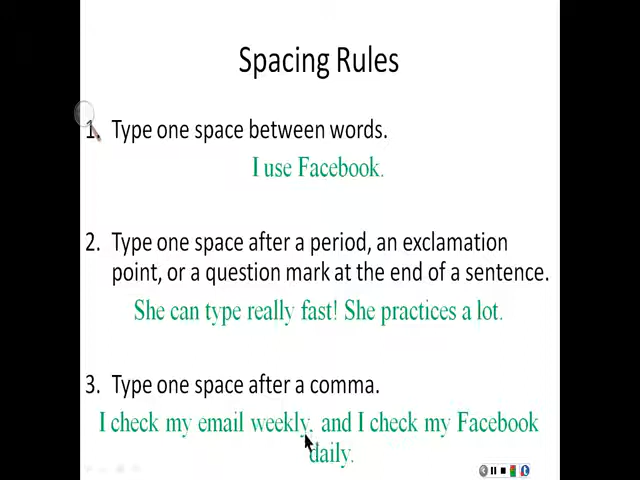 Spacing Rules
1. Type one space between words.
I use Facebook.
2. Type one space after a period, an exclamation
point, or a question mark at the end of a sentence.
She can type really fast! She practices a lot.
3. Type one space after a comma.
I check my email weekly, and I check my Facebook
daily.